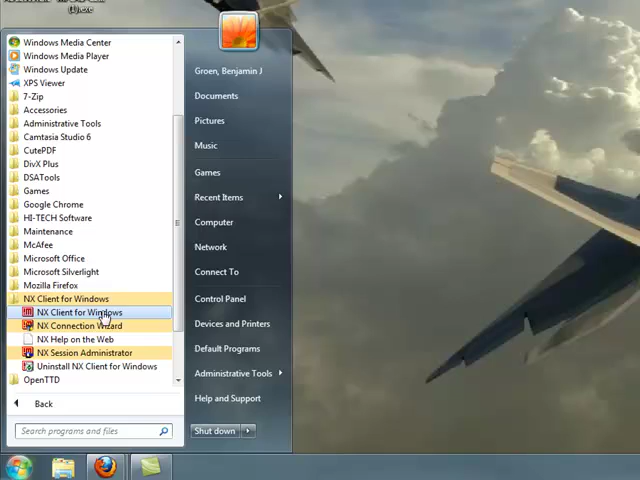 (1).exe
Windows Media Center
Windows Media Player
Windows Update
XPS Viewer
7-Zip
Accessories
Administrative Tools
Camtasia Studio 6
CutePDF
DivX Plus
DSATools
Games
Google Chrome
HI-TECH Software
Maintenance
McAfee
Microsoft Office
Microsoft Silverlight
Mozilla Firefox
NX Client for Windows
NX Client for Windows
NX Connection Wizard
NX Help on the Web
NX Session Administrator
Uninstall NX Client for Windows
OpenTTD
Back
Search programs and files
Groen, Benjamin J
Documents
Pictures
Music
Games
Recent Items
Computer
Network
Connect To
Control Panel
Devices and Printers
Default Programs
Administrative Tools
Help and Support
Shut down